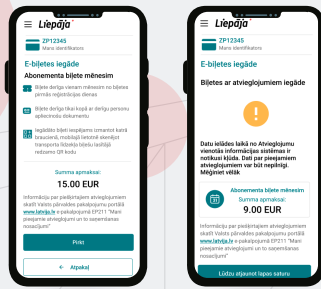 Liepāja
ZP12345
Mans identifikators
E-biļetes iegāde
Abonementa biļete mēnesim
Biļete derīga vienam mēnesim no biļetes
pirmās reģistrācijas dienas
Biļete derīga tikai kopā ar derīgu personu
apliecinošu dokumentu
Iegādāto biļeti iespējams izmantot katrā
braucienā, mobilajā lietotnē skenējot
transporta līdzekļa biļešu lasītājā
redzamo QR kodu
Summa apmaksai:
15.00 EUR
Informāciju par piešķirtajiem atvieglojumiem
skatīt Valsts pārvaldes pakalpojumu portālā
www.latvija.lv e-pakalpojumā EP211 "Mani
pieejamie atvieglojumi un to saņemšanas
nosacījumi"
Pirkt
← Atpakaļ
Liepāja
ZP12345
Mans identifikators
E-biļetes iegāde
Biļetes ar atvieglojumiem iegāde
!
Datu ielādes laikā no Atvieglojumu
vienotās informācijas sistēmas ir
notikusi kļūda. Dati par pieejamiem
atvieglojumiem var būt nepilnīgi.
Mēģiniet vēlāk
Abonementa biļete mēnesim
Summa apmaksai:
9.00 EUR
Informāciju par piešķirtajiem atvieglojumiem
skatīt Valsts pārvaldes pakalpojumu portālā
www.latvija.lv e-pakalpojumā EP211 "Mani
pieejamie atvieglojumi un to saņemšanas
nosacījumi"
Lūdzu atjaunot lapas saturu